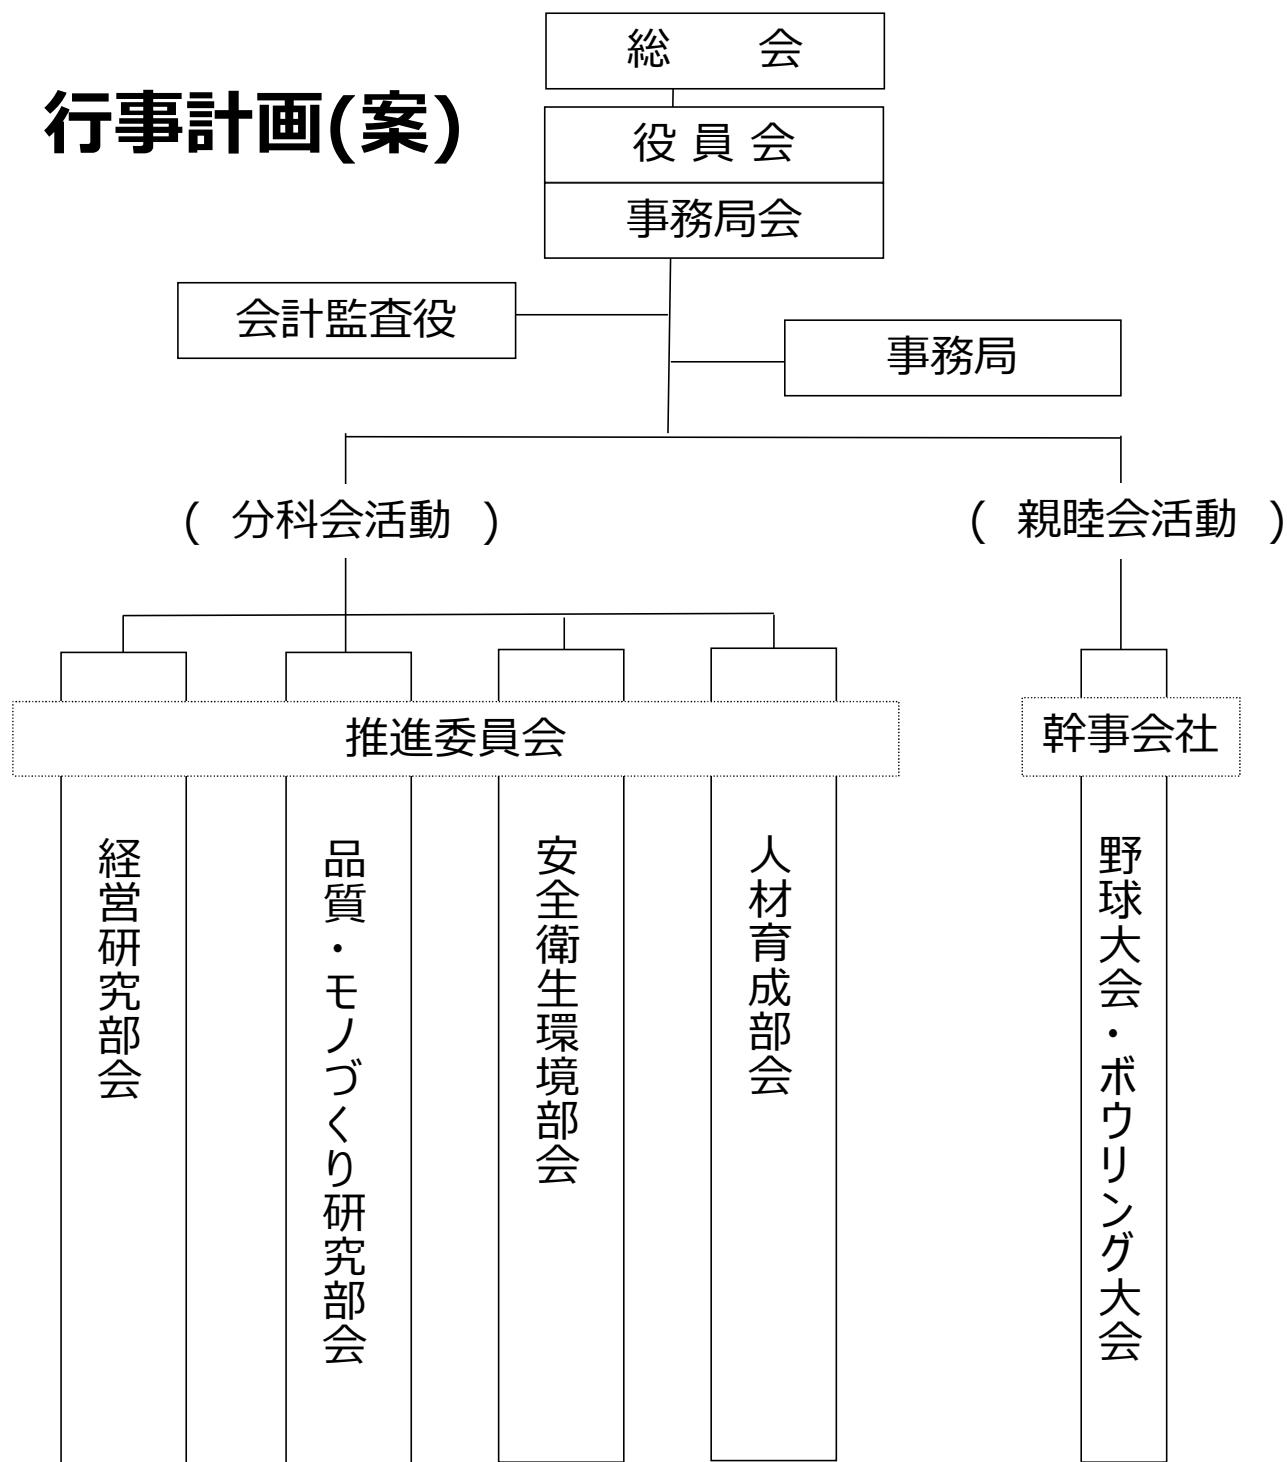 総　会
行事計画(案)
役 員 会
事務局会
会計監査役
事務局
( 分科会活動 )
( 親睦会活動 )
推進委員会
幹事会社
経営研究部会
品質・モノづくり研究部会
安全衛生環境部会
人材育成部会
野球大会・ボウリング大会